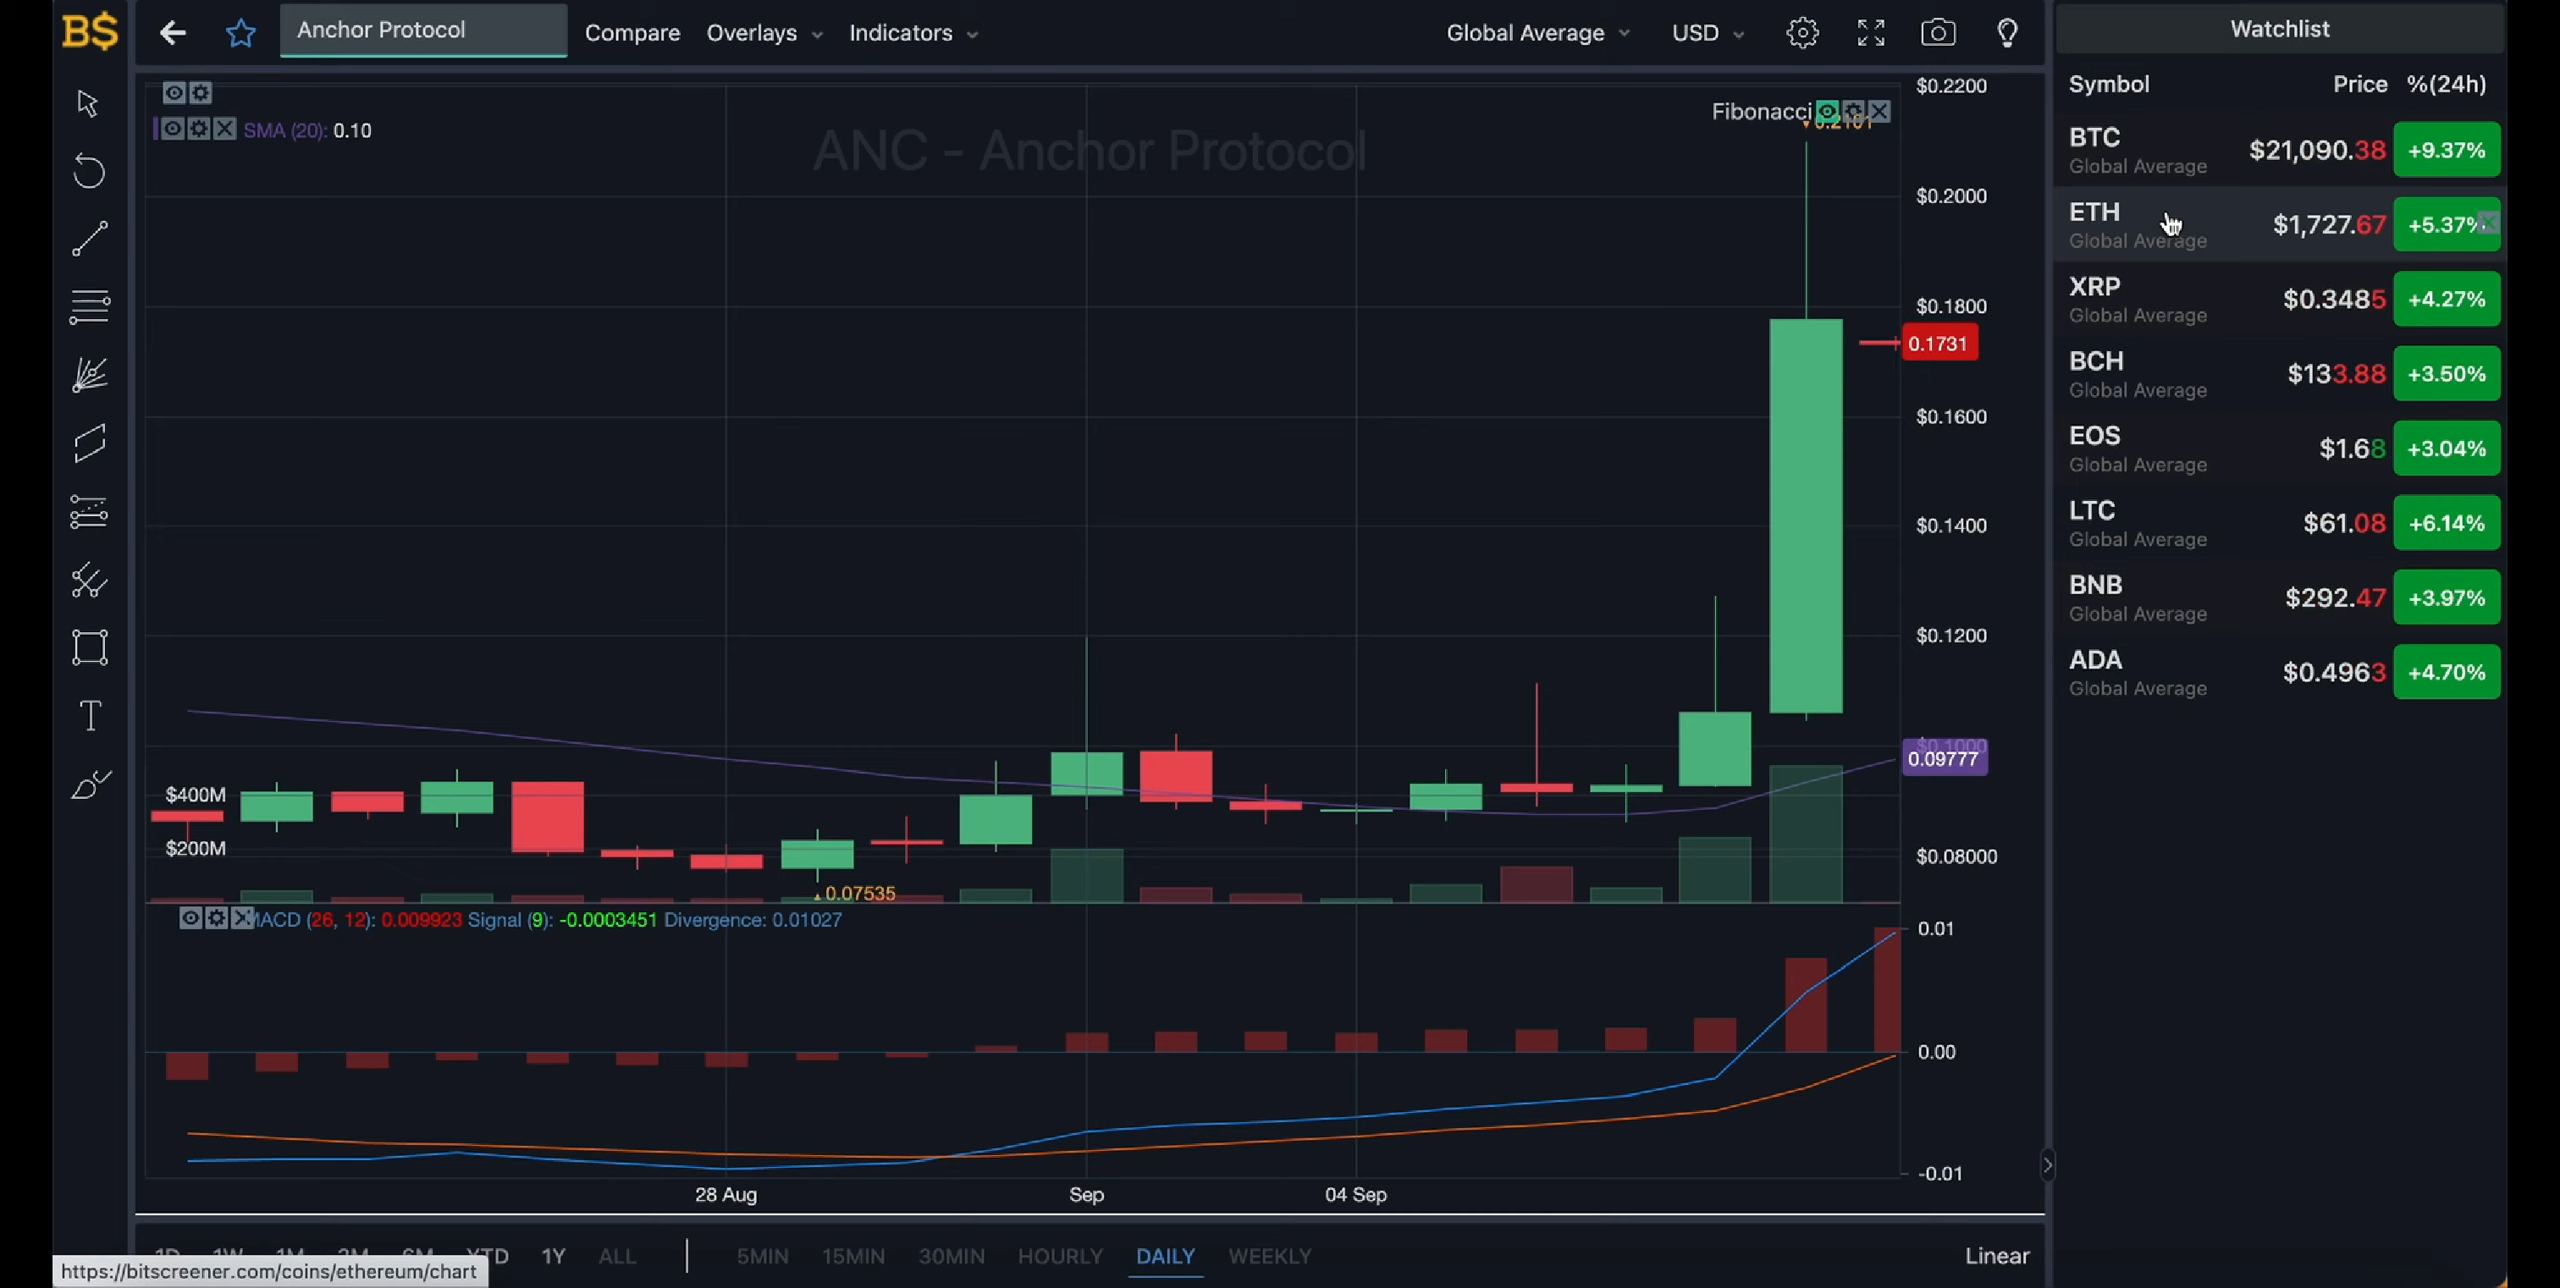 B$
Anchor Protocol
Compare
Overlays
Indicators
Global Average
USD
Watchlist
SMA (20): 0.10
ANC - Anchor Protocol
Fibonacci
$0.2200
$0.2000
$0.1800
0.1731
$0.1600
$0.1400
$0.1200
$0.1000
0.09777
$0.08000
$400M
$200M
0.07535
MACD (26, 12): 0.009923 Signal (9): -0.0003451 Divergence: 0.01027
0.01
0.00
-0.01
28 Aug
Sep
04 Sep
YTD
1Y
ALL
5MIN
15MIN
30MIN
HOURLY
DAILY
WEEKLY
Linear
https://bitscreener.com/coins/ethereum/chart
Symbol Price %(24h)
BTC $21,090.38 +9.37%
Global Average
ETH $1,727.67 +5.37%
Global Average
XRP $0.3485 +4.27%
Global Average
BCH $133.88 +3.50%
Global Average
EOS $1.68 +3.04%
Global Average
LTC $61.08 +6.14%
Global Average
BNB $292.47 +3.97%
Global Average
ADA $0.4963 +4.70%
Global Average